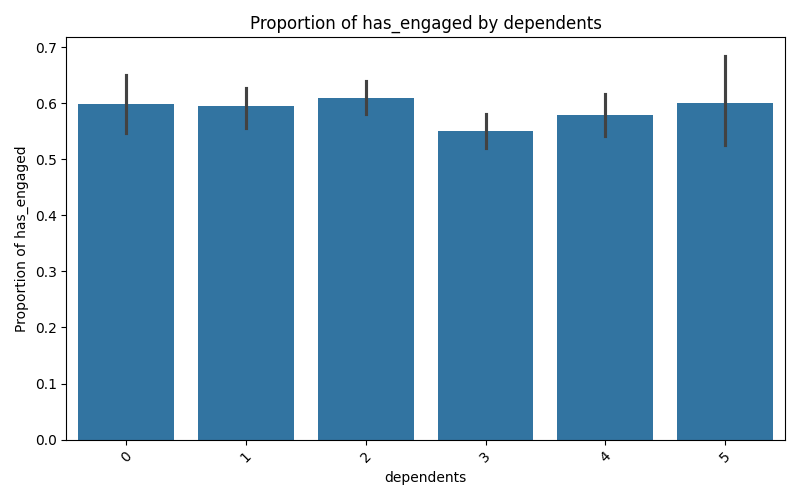 Proportion of has_engaged by dependents
Proportion of has_engaged
0.7
0.6
0.5
0.4
0.3
0.2
0.1
0.0
0 1 2 3 4 5
dependents